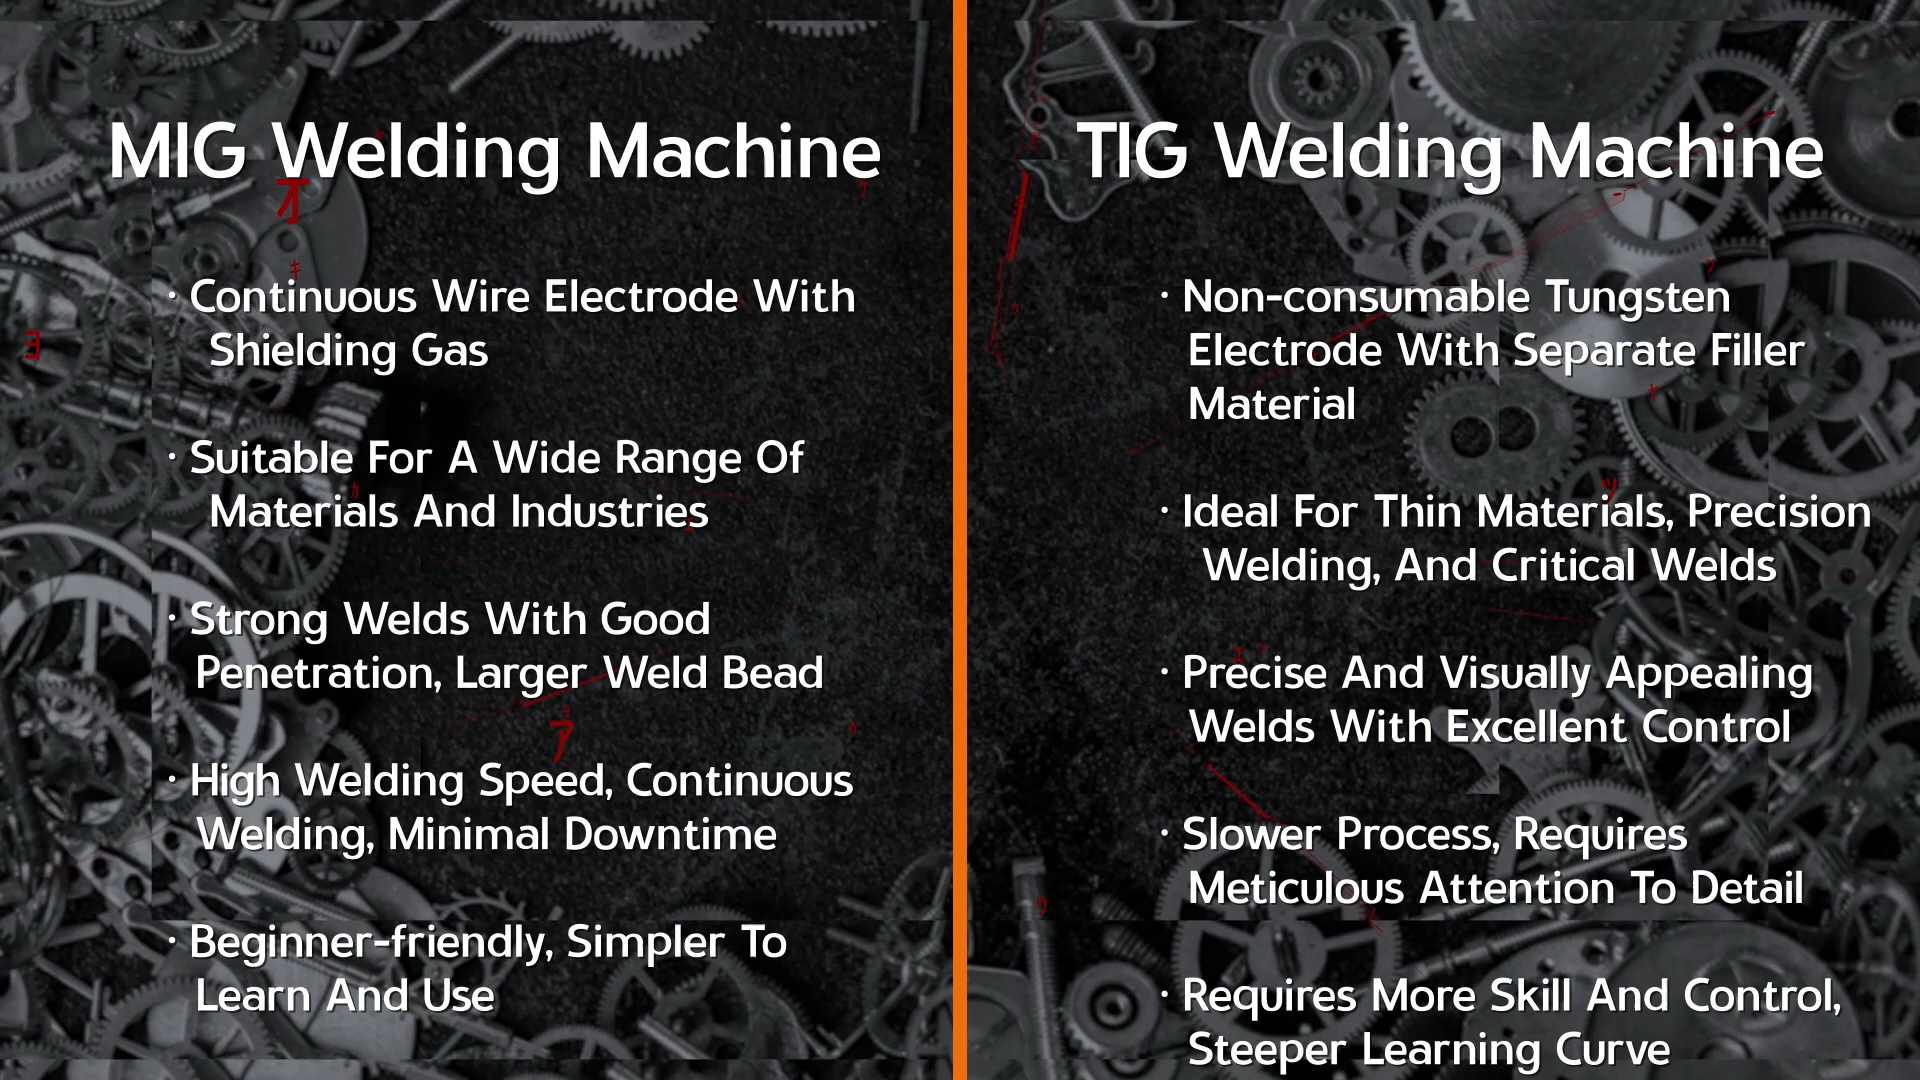 MIG Welding Machine
· Continuous Wire Electrode With
Shielding Gas
· Suitable For A Wide Range Of
Materials And Industries
· Strong Welds With Good
Penetration, Larger Weld Bead
· High Welding Speed, Continuous
Welding, Minimal Downtime
· Beginner-friendly, Simpler To
Learn And Use
TIG Welding Machine
· Non-consumable Tungsten
Electrode With Separate Filler
Material
· Ideal For Thin Materials, Precision
Welding, And Critical Welds
· Precise And Visually Appealing
Welds With Excellent Control
· Slower Process, Requires
Meticulous Attention To Detail
· Requires More Skill And Control,
Steeper Learning Curve
オ
キ
ヨ
ア